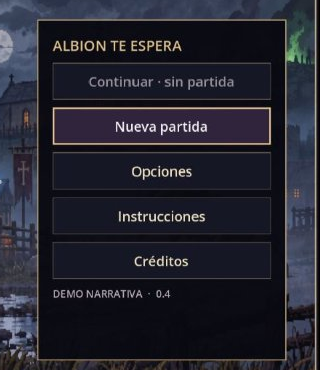 ALBION TE ESPERA
Continuar · sin partida
Nueva partida
Opciones
Instrucciones
Créditos
DEMO NARRATIVA · 0.4